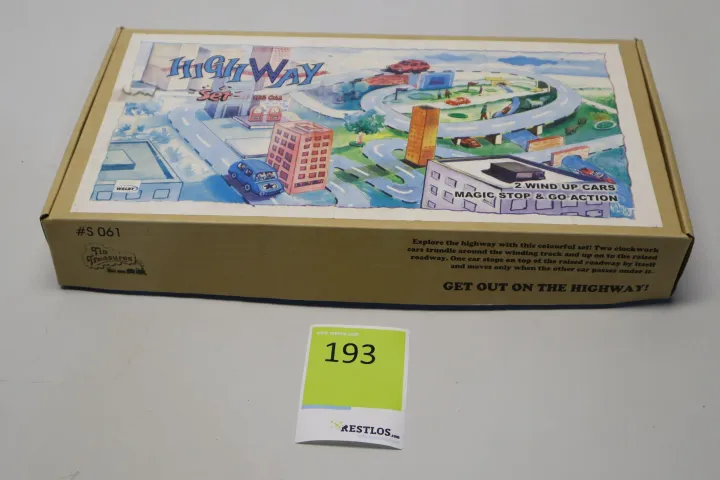 HIGHWAY
Set
2 WIND UP CARS
MAGIC STOP & GO ACTION
#S 061
Tin
Treasures
Explore the highway with this colourful set! Two clockwork
cars trundle around the winding track and up on to the raised
roadway. One car stops on top of the raised roadway by itself
and moves only when the other car passes under it.
GET OUT ON THE HIGHWAY!
193
RESTLOS.com